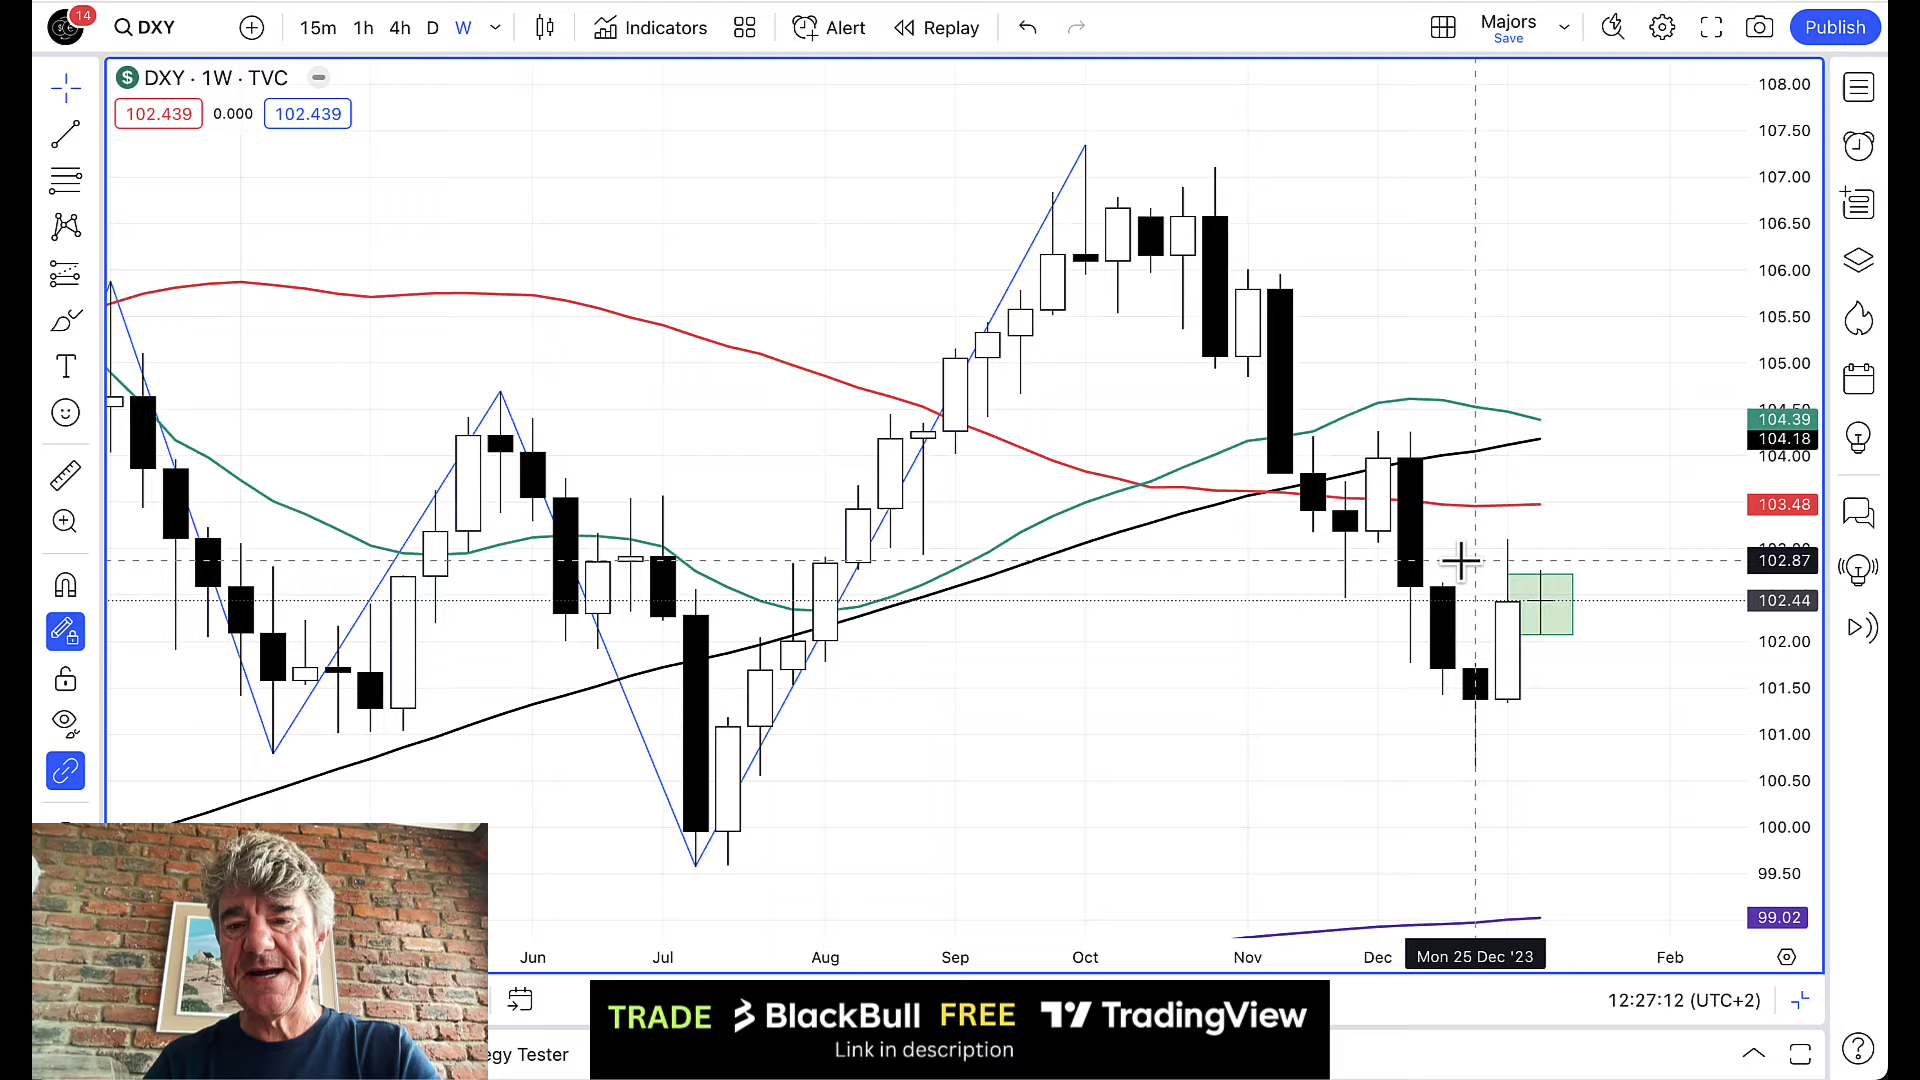 14
DXY
15m
1h
4h
D
W
Indicators
Alert
Replay
Majors
Save
Publish
$ DXY · 1W · TVC
102.439
0.000
102.439
108.00
107.50
107.00
106.50
106.00
105.50
105.00
104.39
104.18
104.00
103.48
102.87
102.44
102.00
101.50
101.00
100.50
100.00
99.50
99.02
Jun
Jul
Aug
Sep
Oct
Nov
Dec
Mon 25 Dec '23
Feb
12:27:12 (UTC+2)
TRADE BlackBull FREE TradingView
Link in description
egy Tester